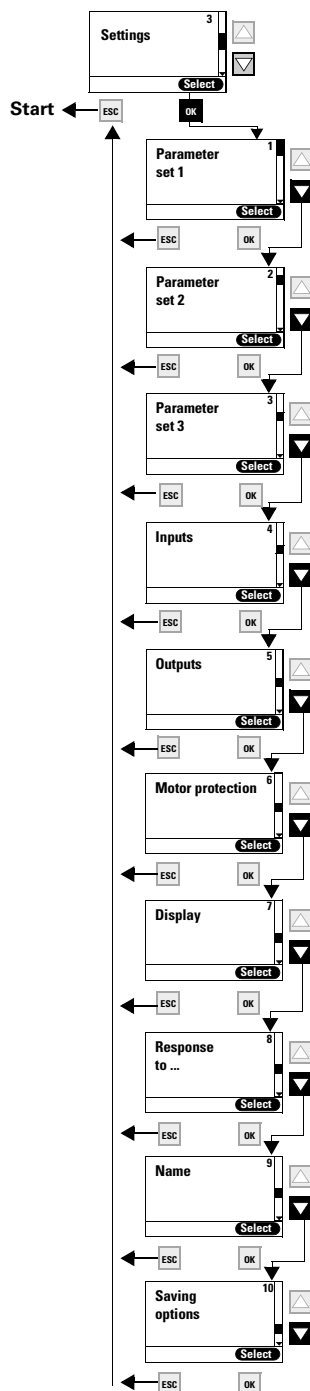 3
Settings
Select
Start
ESC
OK
1
Parameter
set 1
Select
ESC
OK
2
Parameter
set 2
Select
ESC
OK
3
Parameter
set 3
Select
ESC
OK
4
Inputs
Select
ESC
OK
5
Outputs
Select
ESC
OK
6
Motor protection
Select
ESC
OK
7
Display
Select
ESC
OK
8
Response
to ...
Select
ESC
OK
9
Name
Select
ESC
OK
10
Saving
options
Select
ESC
OK